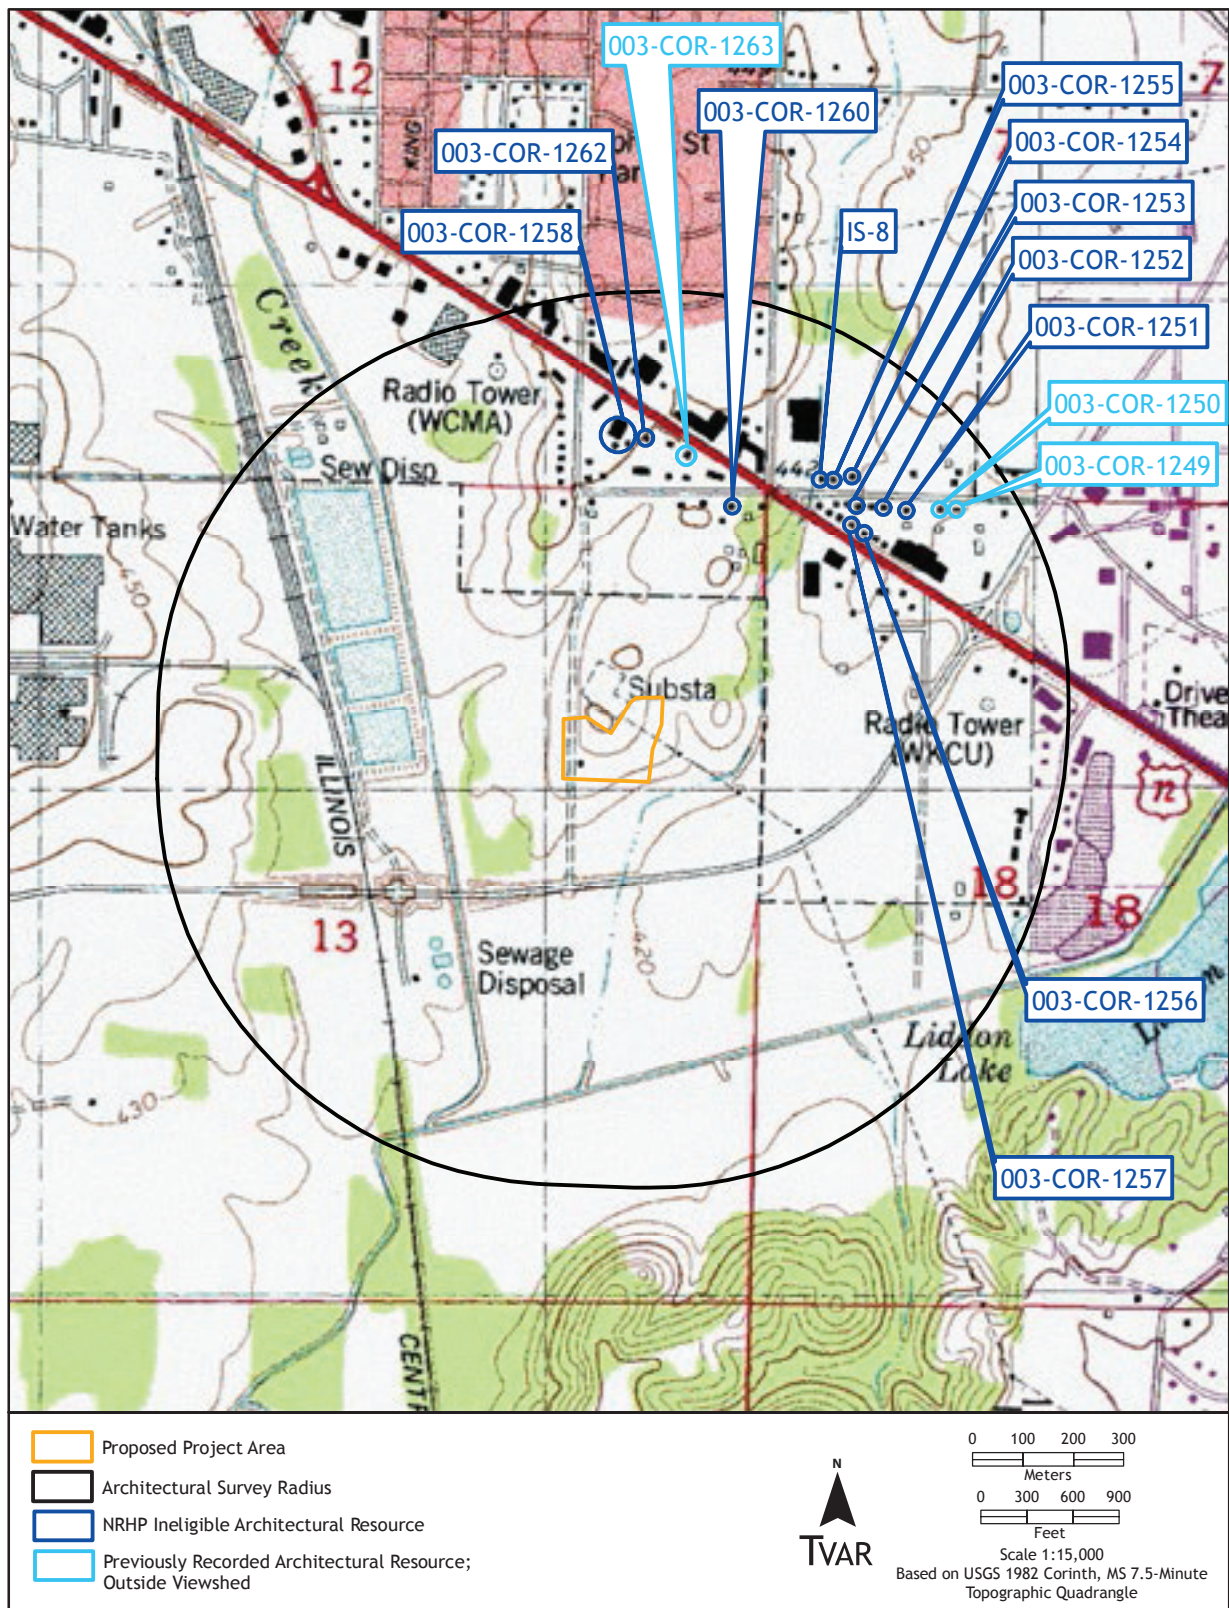 003-COR-1263
12
7
003-COR-1255
003-COR-1260
KING
St
003-COR-1254
003-COR-1262
450
003-COR-1253
003-COR-1258
IS-8
003-COR-1252
Creek
003-COR-1251
Radio Tower
(WCMA)
003-COR-1250
003-COR-1249
Sew Disp
442
Water Tanks
450
Substa
Drive
Thea
Radio Tower
(WKCU)
ILLINOIS
18
18
13
420
Sewage
Disposal
003-COR-1256
Liddon
Lake
430
003-COR-1257
CENT
Proposed Project Area
Architectural Survey Radius
NRHP Ineligible Architectural Resource
Previously Recorded Architectural Resource;
Outside Viewshed
N
TVAR
0 100 200 300
Meters
0 300 600 900
Feet
Scale 1:15,000
Based on USGS 1982 Corinth, MS 7.5-Minute
Topographic Quadrangle